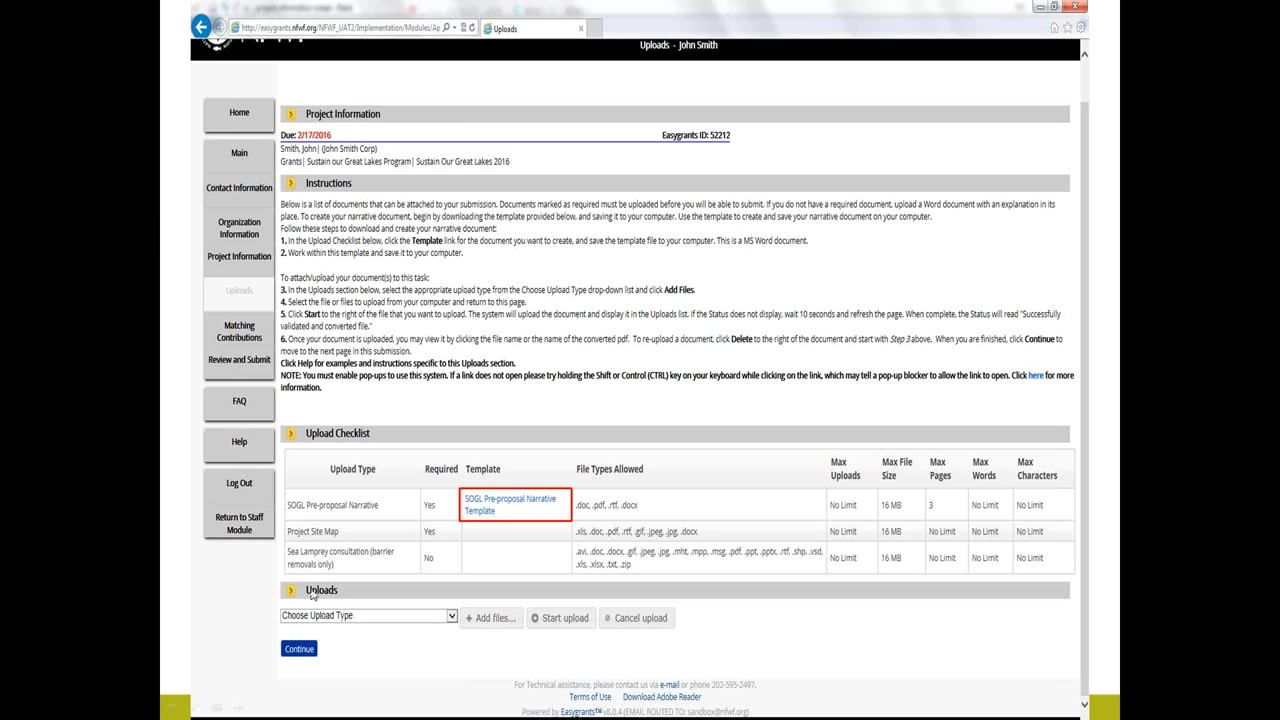 http://easygrants.nfwf.org/NFWF_UAT2/Implementation/Modules/Ap
Uploads
Uploads - John Smith
Home
Main
Contact Information
Organization
Information
Project Information
Uploads
Matching
Contributions
Review and Submit
FAQ
Help
Log Out
Return to Staff
Module
Project Information
Due: 2/17/2016 Easygrants ID: 52212
Smith, John| (John Smith Corp)
Grants| Sustain our Great Lakes Program| Sustain Our Great Lakes 2016
Instructions
Below is a list of documents that can be attached to your submission. Documents marked as required must be uploaded before you will be able to submit. If you do not have a required document, upload a Word document with an explanation in its
place. To create your narrative document, begin by downloading the template provided below, and saving it to your computer. Use the template to create and save your narrative document on your computer.
Follow these steps to download and create your narrative document:
1. In the Upload Checklist below, click the Template link for the document you want to create, and save the template file to your computer. This is a MS Word document.
2. Work within this template and save it to your computer.
To attach/upload your document(s) to this task:
3. In the Uploads section below, select the appropriate upload type from the Choose Upload Type drop-down list and click Add Files.
4. Select the file or files to upload from your computer and return to this page.
5. Click Start to the right of the file that you want to upload. The system will upload the document and display it in the Uploads list. If the Status does not display, wait 10 seconds and refresh the page. When complete, the Status will read "Successfully
validated and converted file."
6. Once your document is uploaded, you may view it by clicking the file name or the name of the converted pdf. To re-upload a document, click Delete to the right of the document and start with Step 3 above. When you are finished, click Continue to
move to the next page in this submission.
Click Help for examples and instructions specific to this Uploads section.
NOTE: You must enable pop-ups to use this system. If a link does not open please try holding the Shift or Control (CTRL) key on your keyboard while clicking on the link, which may tell a pop-up blocker to allow the link to open. Click here for more
information.
Upload Checklist
Upload Type Required Template File Types Allowed Max Uploads Max File Size Max Pages Max Words Max Characters
SOGL Pre-proposal Narrative Yes SOGL Pre-proposal Narrative Template .doc, .pdf, .rtf, .docx No Limit 16 MB 3 No Limit No Limit
Project Site Map Yes .xls, .doc, .pdf, .rtf, .gif, .jpeg, .jpg, .docx No Limit 16 MB No Limit No Limit No Limit
Sea Lamprey consultation (barrier removals only) No .avi, .doc, .docx, .gif, .jpeg, .jpg, .mht, .mpp, .msg, .pdf, .ppt, .pptx, .rtf, .shp, .vsd, .xls, .xlsx, .txt, .zip No Limit 16 MB No Limit No Limit No Limit
Uploads
Choose Upload Type + Add files... Start upload Cancel upload
Continue
For Technical assistance, please contact us via e-mail or phone 202-595-2497.
Terms of Use Download Adobe Reader
Powered by Easygrants™ v8.0.4 (EMAIL ROUTED TO: sandbox@nfwf.org)